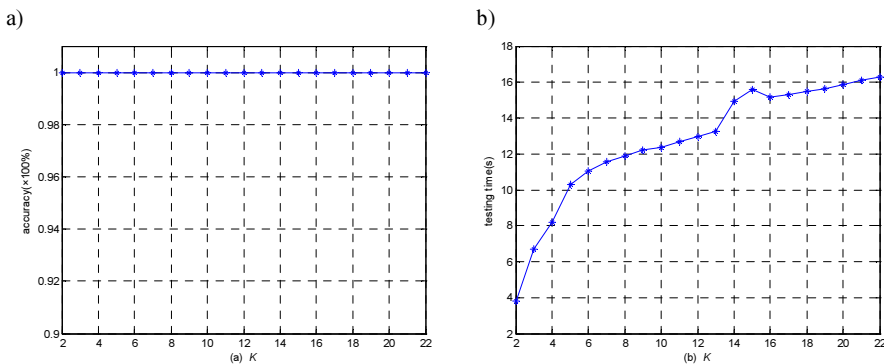 a)
b)
1
0.98
0.96
0.94
0.92
0.9
accuracy(×100%)
2 4 6 8 10 12 14 16 18 20 22
(a) K
18
16
14
12
10
8
6
4
2
testing time(s)
2 4 6 8 10 12 14 16 18 20 22
(b) K